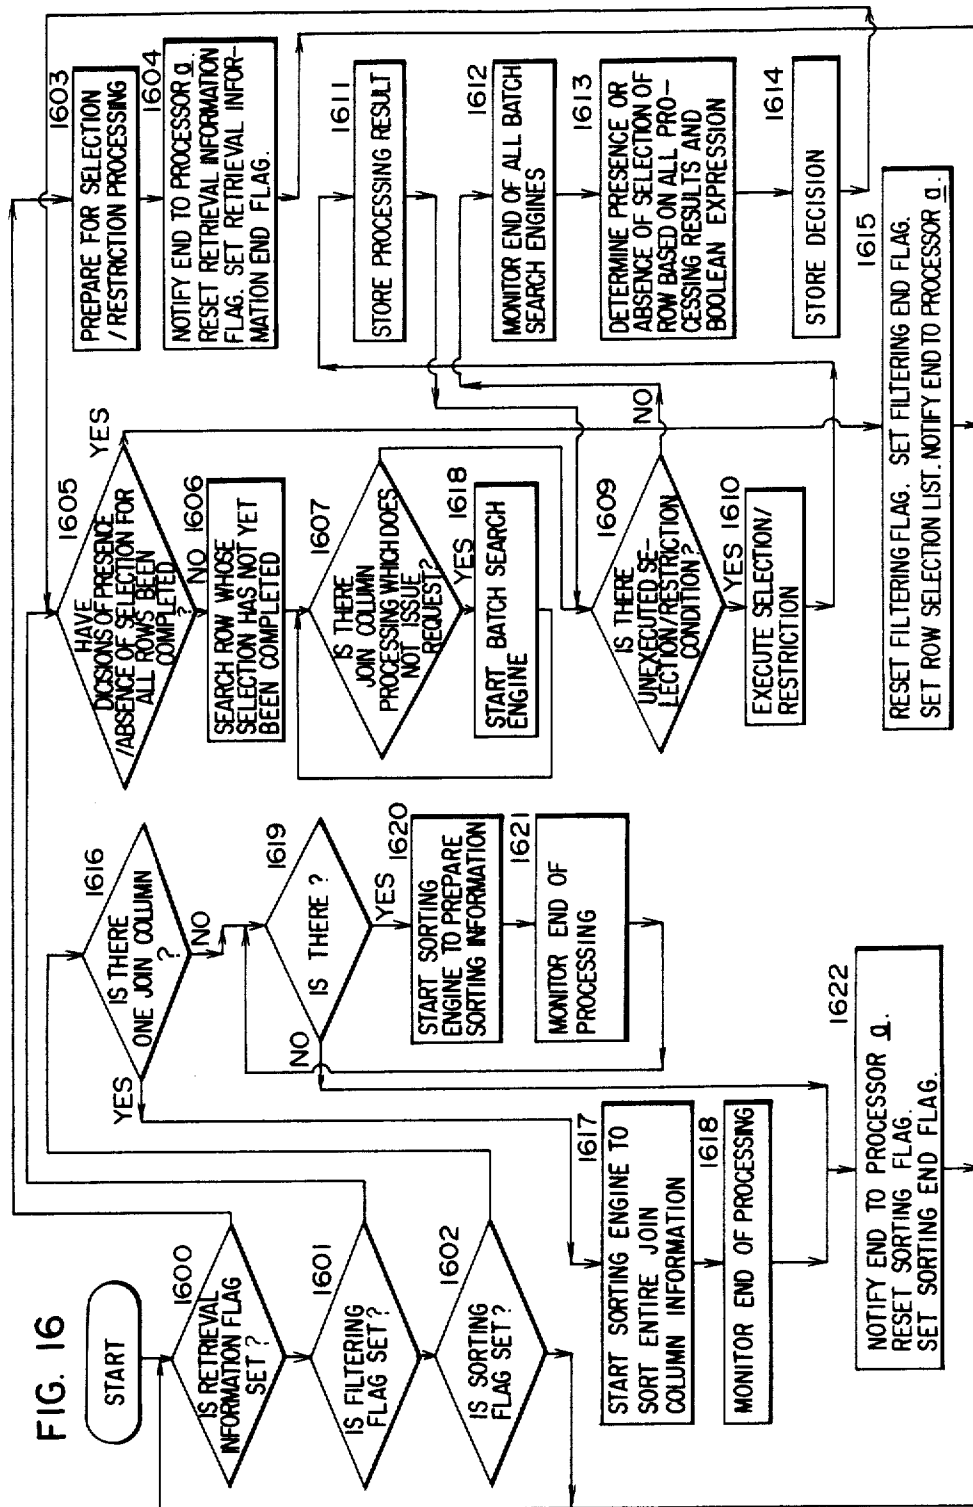 FIG. 16
START
1600
IS RETRIEVAL
INFORMATION FLAG
SET?
1601
IS FILTERING
FLAG SET?
1602
IS SORTING
FLAG SET?
1603
PREPARE FOR SELECTION
/RESTRICTION PROCESSING
1604
NOTIFY END TO PROCESSOR a.
RESET RETRIEVAL INFORMATION
FLAG. SET RETRIEVAL INFOR-
MATION END FLAG.
1605
HAVE
DICISIONS OF PRESENCE
/ABSENCE OF SELECTION FOR
ALL ROWS BEEN
COMPLETED
?
YES
NO
1606
SEARCH ROW WHOSE
SELECTION HAS NOT YET
BEEN COMPLETED
1607
IS THERE
JOIN COLUMN
PROCESSING WHICH DOES
NOT ISSUE
REQUEST?
YES
1618
START BATCH SEARCH
ENGINE
1609
IS THERE
UNEXECUTED SE-
LECTION/RESTRICTION
CONDITION?
NO
YES
1610
EXECUTE SELECTION/
RESTRICTION
1611
STORE PROCESSING RESULT
1612
MONITOR END OF ALL BATCH
SEARCH ENGINES
1613
DETERMINE PRESENCE OR
ABSENCE OF SELECTION OF
ROW BASED ON ALL PRO-
CESSING RESULTS AND
BOOLEAN EXPRESSION
1614
STORE DECISION
1615
RESET FILTERING FLAG. SET FILTERING END FLAG.
SET ROW SELECTION LIST. NOTIFY END TO PROCESSOR a.
1616
IS THERE
ONE JOIN COLUMN
?
YES
NO
1619
IS THERE ?
NO
YES
1620
START SORTING
ENGINE TO PREPARE
SORTING INFORMATION
1621
MONITOR END OF
PROCESSING
1617
START SORTING ENGINE TO
SORT ENTIRE JOIN
COLUMN INFORMATION
1618
MONITOR END OF PROCESSING
1622
NOTIFY END TO PROCESSOR a.
RESET SORTING FLAG.
SET SORTING END FLAG.